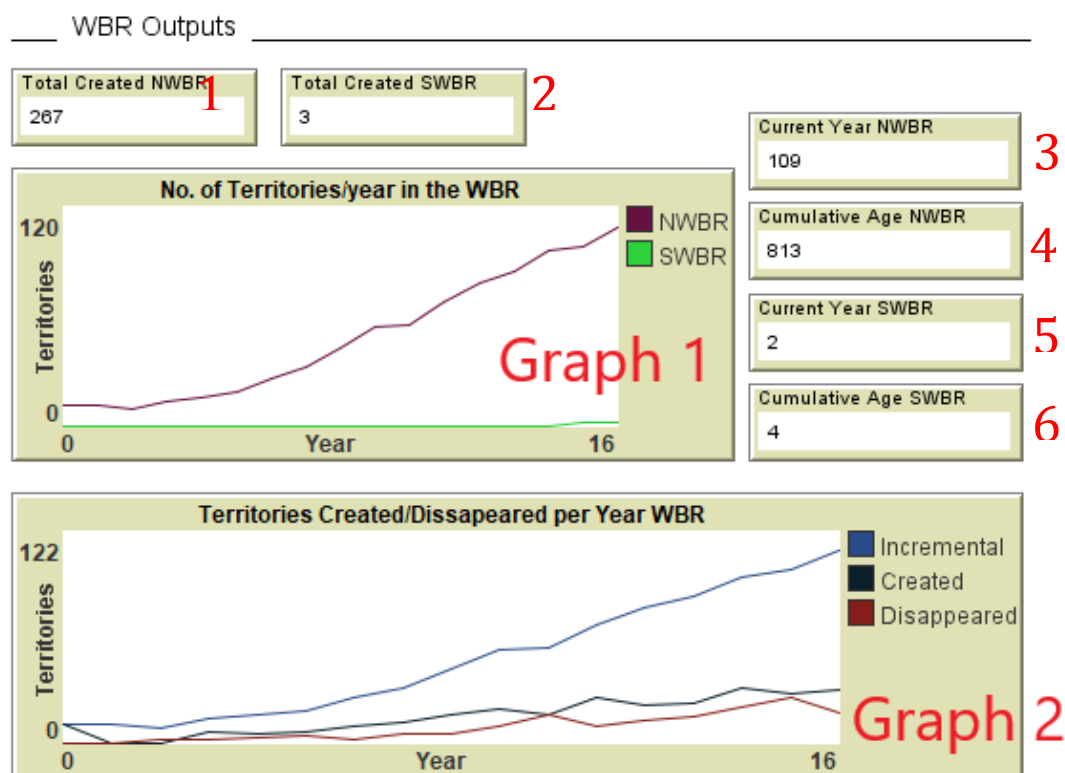 WBR Outputs
Total Created NWBR
267
1
Total Created SWBR
3
2
Current Year NWBR
109
3
Cumulative Age NWBR
813
4
Current Year SWBR
2
5
Cumulative Age SWBR
4
6
No. of Territories/year in the WBR
120
Territories
0
0
Year
16
NWBR
SWBR
Graph 1
Territories Created/Dissapeared per Year WBR
122
Territories
0
0
Year
16
Incremental
Created
Disappeared
Graph 2